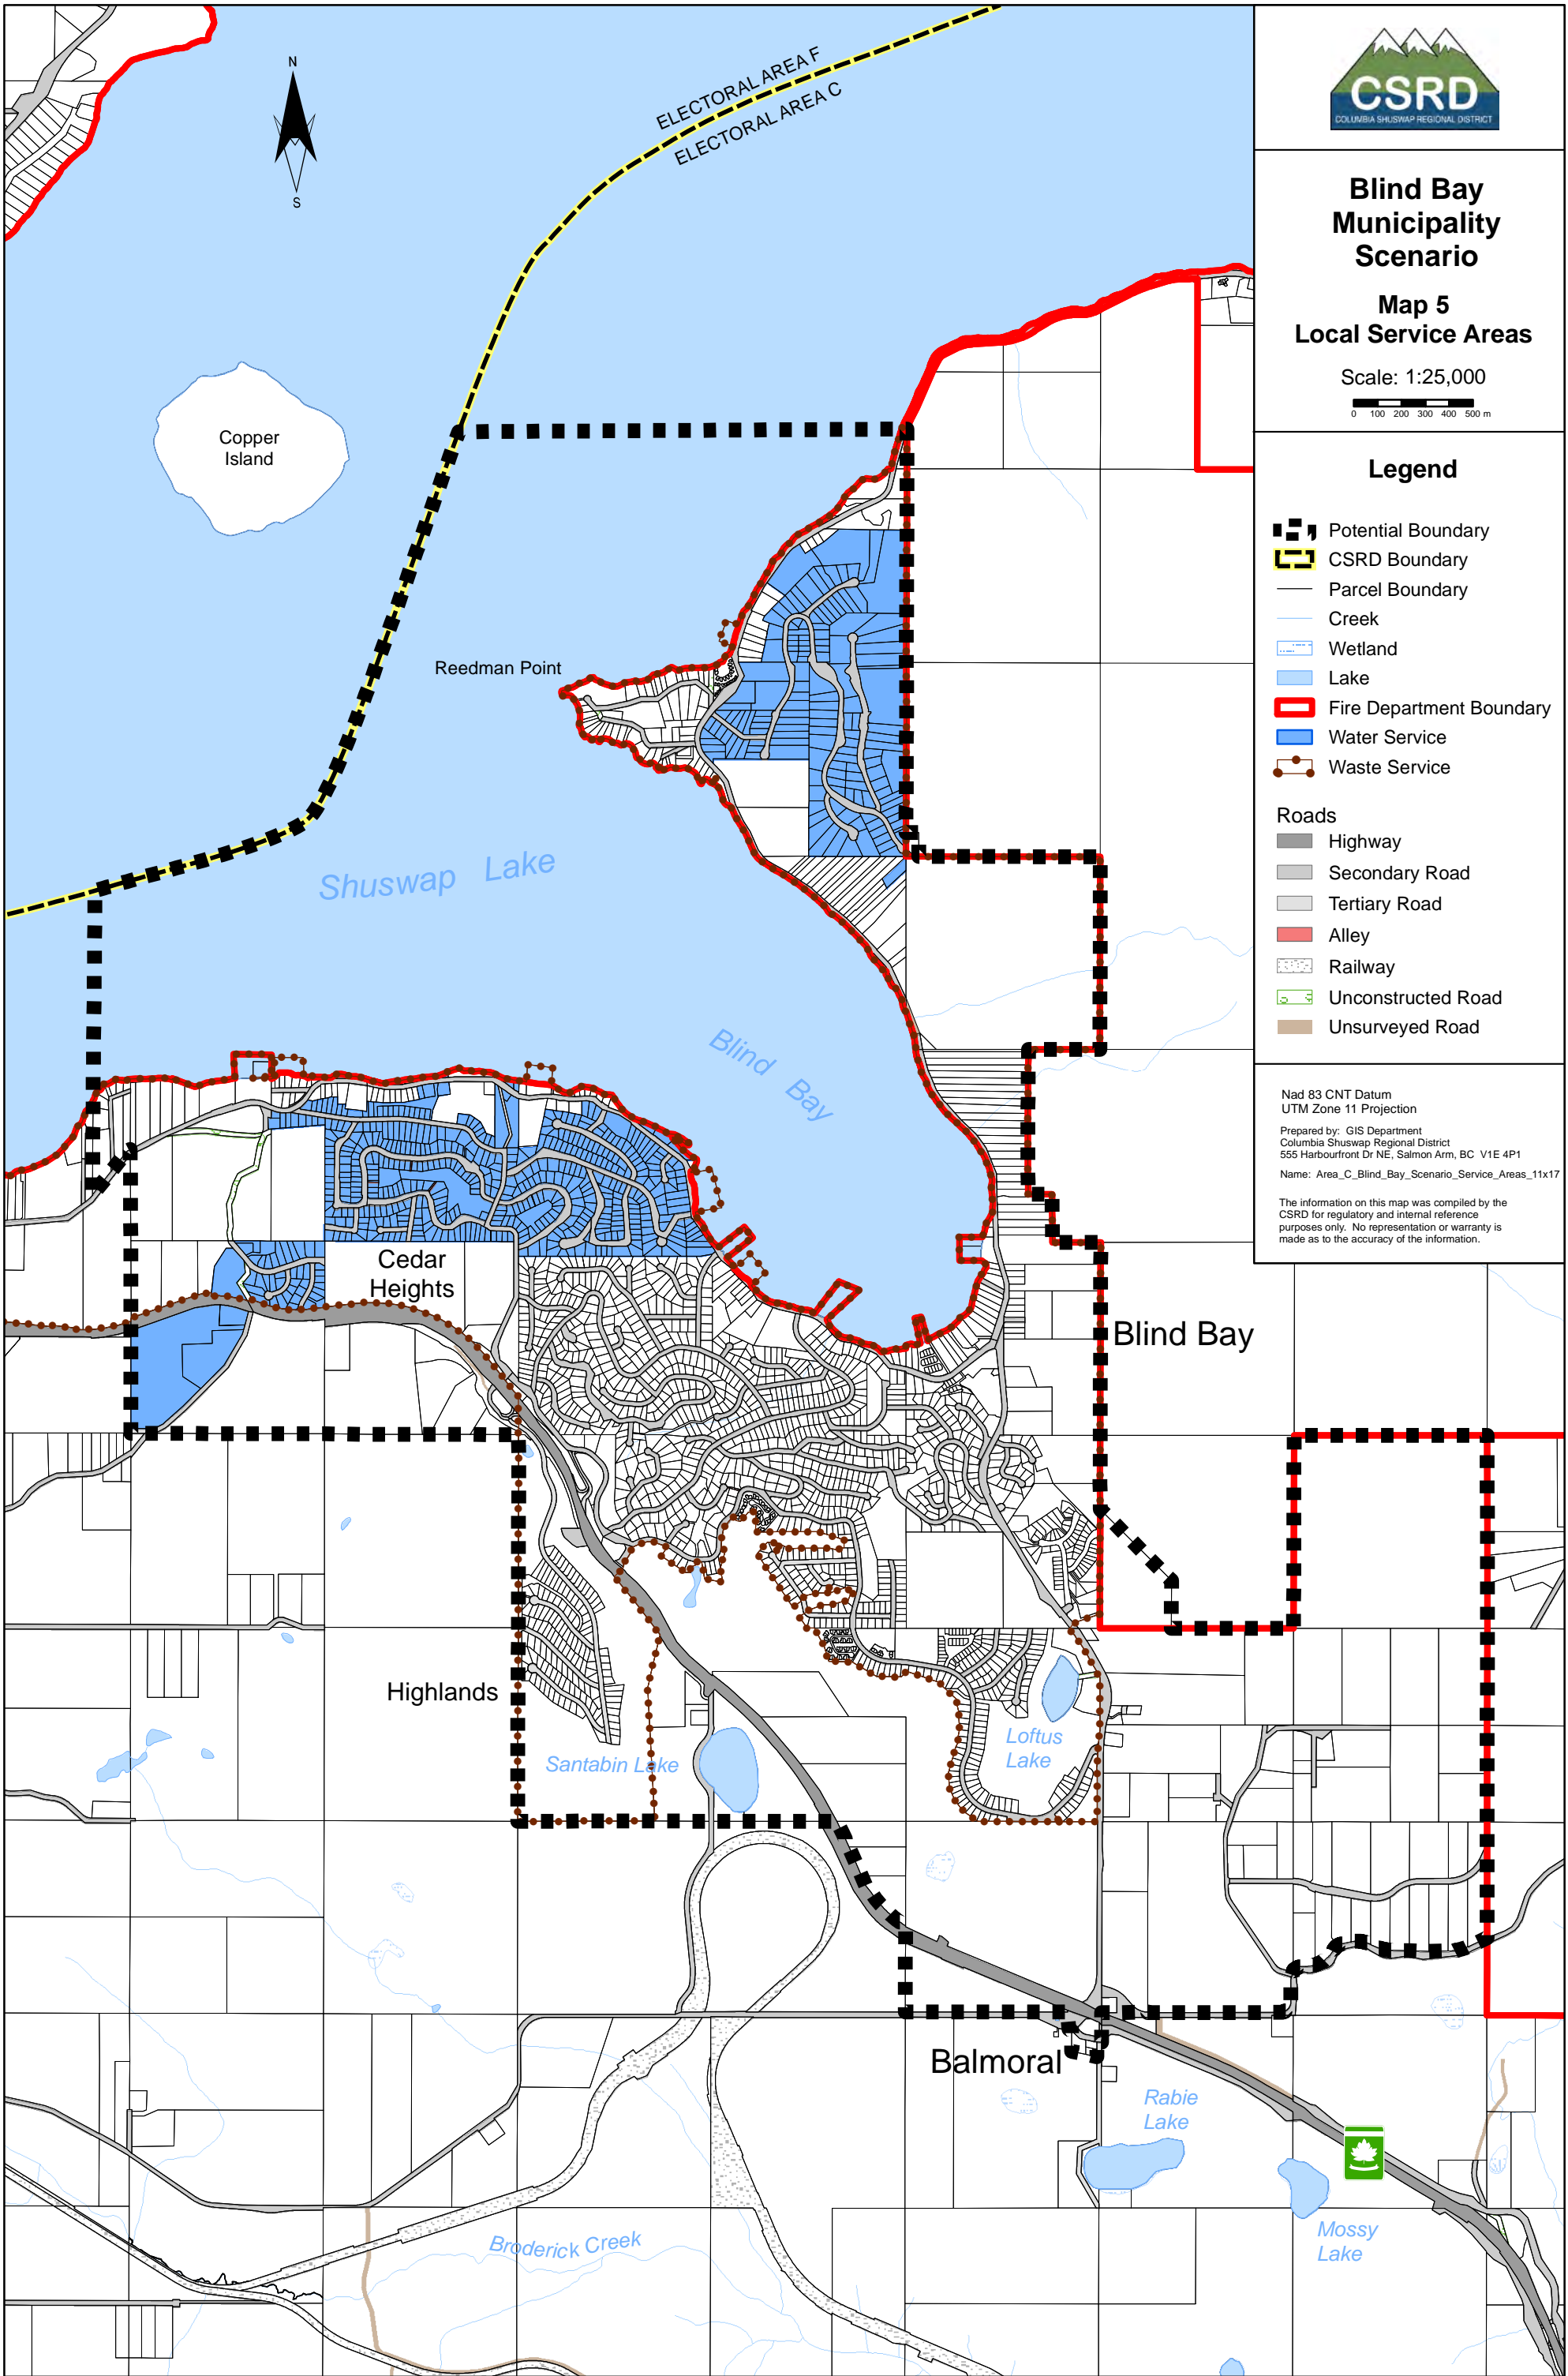 CSRD
COLUMBIA SHUSWAP REGIONAL DISTRICT
Blind Bay
Municipality
Scenario
Map 5
Local Service Areas
Scale: 1:25,000
0 100 200 300 400 500 m
Legend
Potential Boundary
CSRD Boundary
Parcel Boundary
Creek
Wetland
Lake
Fire Department Boundary
Water Service
Waste Service
Roads
Highway
Secondary Road
Tertiary Road
Alley
Railway
Unconstructed Road
Unsurveyed Road
Nad 83 CNT Datum
UTM Zone 11 Projection
Prepared by: GIS Department
Columbia Shuswap Regional District
555 Harbourfront Dr NE, Salmon Arm, BC V1E 4P1
Name: Area_C_Blind_Bay_Scenario_Service_Areas_11x17
The information on this map was compiled by the
CSRD for regulatory and internal reference
purposes only. No representation or warranty is
made as to the accuracy of the information.
N
S
ELECTORAL AREA F
ELECTORAL AREA C
Copper
Island
Reedman Point
Shuswap Lake
Blind Bay
Cedar
Heights
Blind Bay
Highlands
Santabin Lake
Loftus
Lake
Balmoral
Rabie
Lake
Mossy
Lake
Broderick Creek